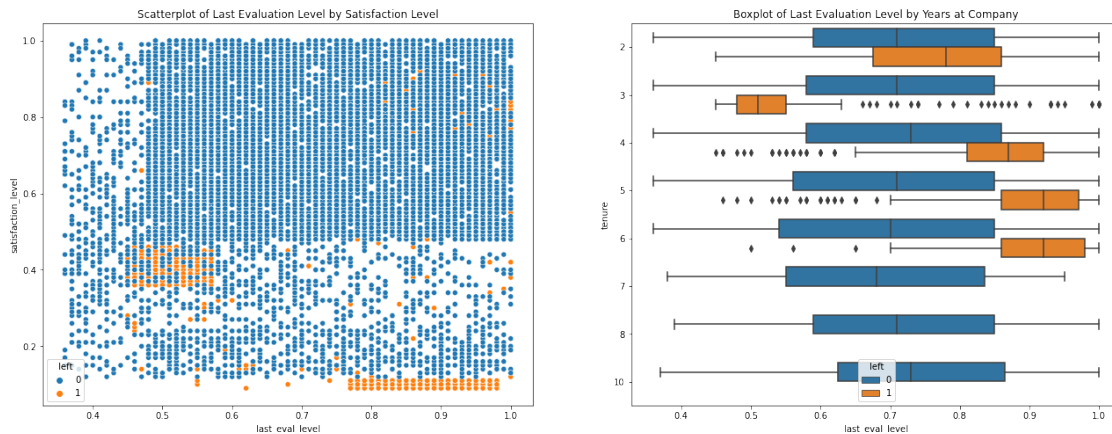 Scatterplot of Last Evaluation Level by Satisfaction Level
1.0
0.8
0.6
0.4
0.2
satisfaction_level
left
0
1
0.4 0.5 0.6 0.7 0.8 0.9 1.0
last_eval_level
Boxplot of Last Evaluation Level by Years at Company
2
3
4
5
6
7
8
10
tenure
left
0
1
0.4 0.5 0.6 0.7 0.8 0.9 1.0
last_eval_level